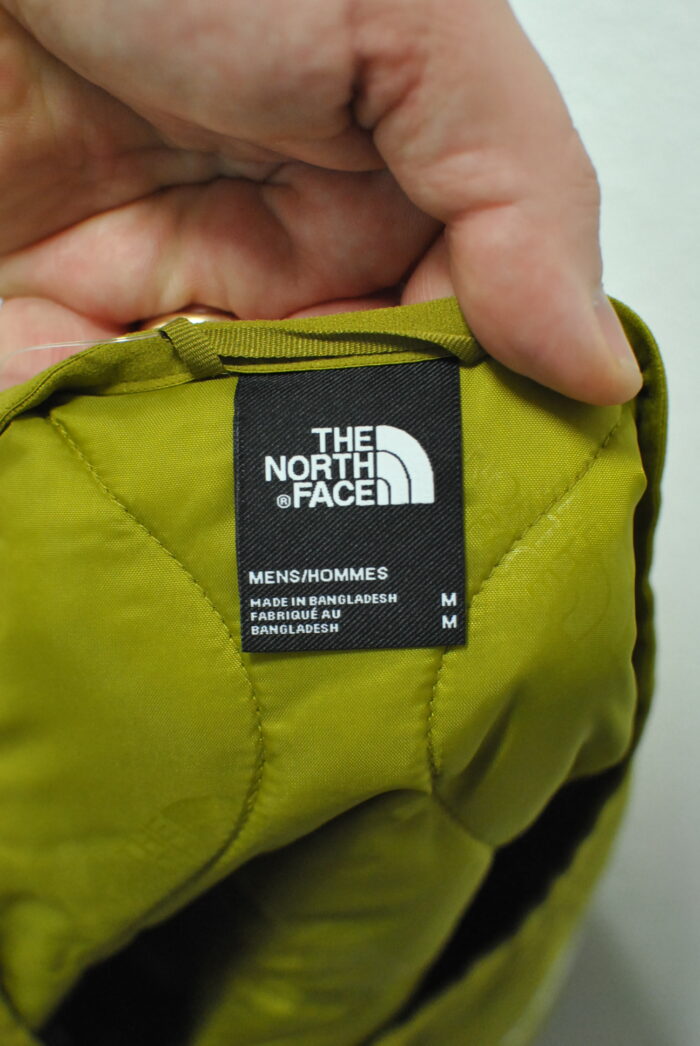 THE
NORTH
® FACE
MENS/HOMMES
MADE IN BANGLADESH M
FABRIQUÉ AU M
BANGLADESH